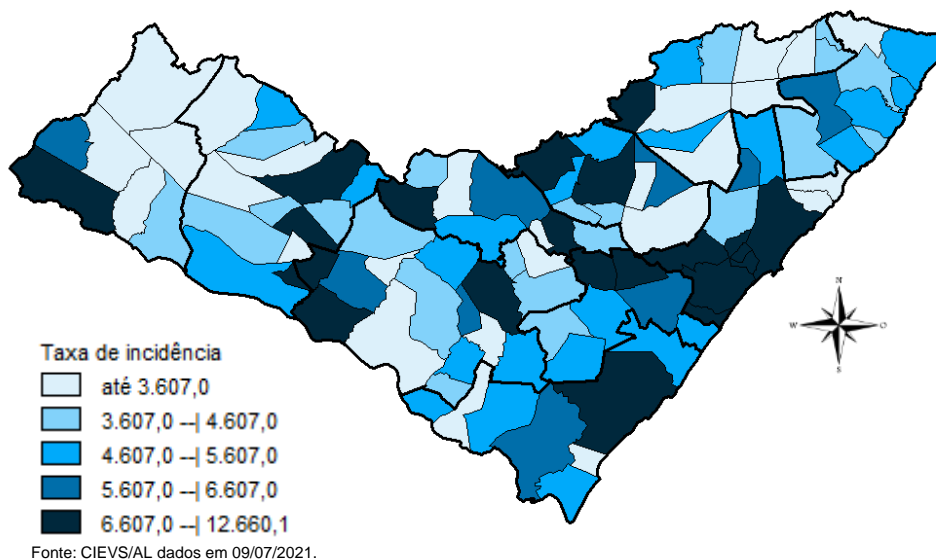 N
W
O
S
Taxa de incidência
até 3.607,0
3.607,0 --| 4.607,0
4.607,0 --| 5.607,0
5.607,0 --| 6.607,0
6.607,0 --| 12.660,1
Fonte: CIEVS/AL dados em 09/07/2021.